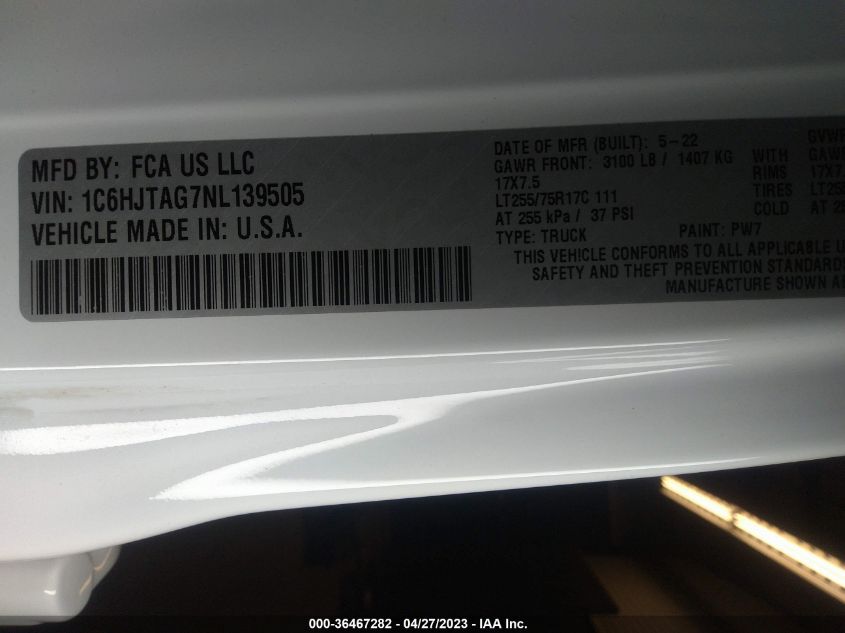 MFD BY: FCA US LLC
VIN: 1C6HJTAG7NL139505
VEHICLE MADE IN: U.S.A.
DATE OF MFR (BUILT): 5-22
GAWR FRONT: 3100 LB / 1407 KG
17X7.5
LT255/75R17C 111
AT 255 kPa / 37 PSI
TYPE: TRUCK PAINT: PW7
WITH
RIMS
TIRES
COLD
17X7.
THIS VEHICLE CONFORMS TO ALL APPLICABLE
SAFETY AND THEFT PREVENTION
MANUFACTURE SHOWN
000-36467282 - 04/27/2023 - IAA Inc.